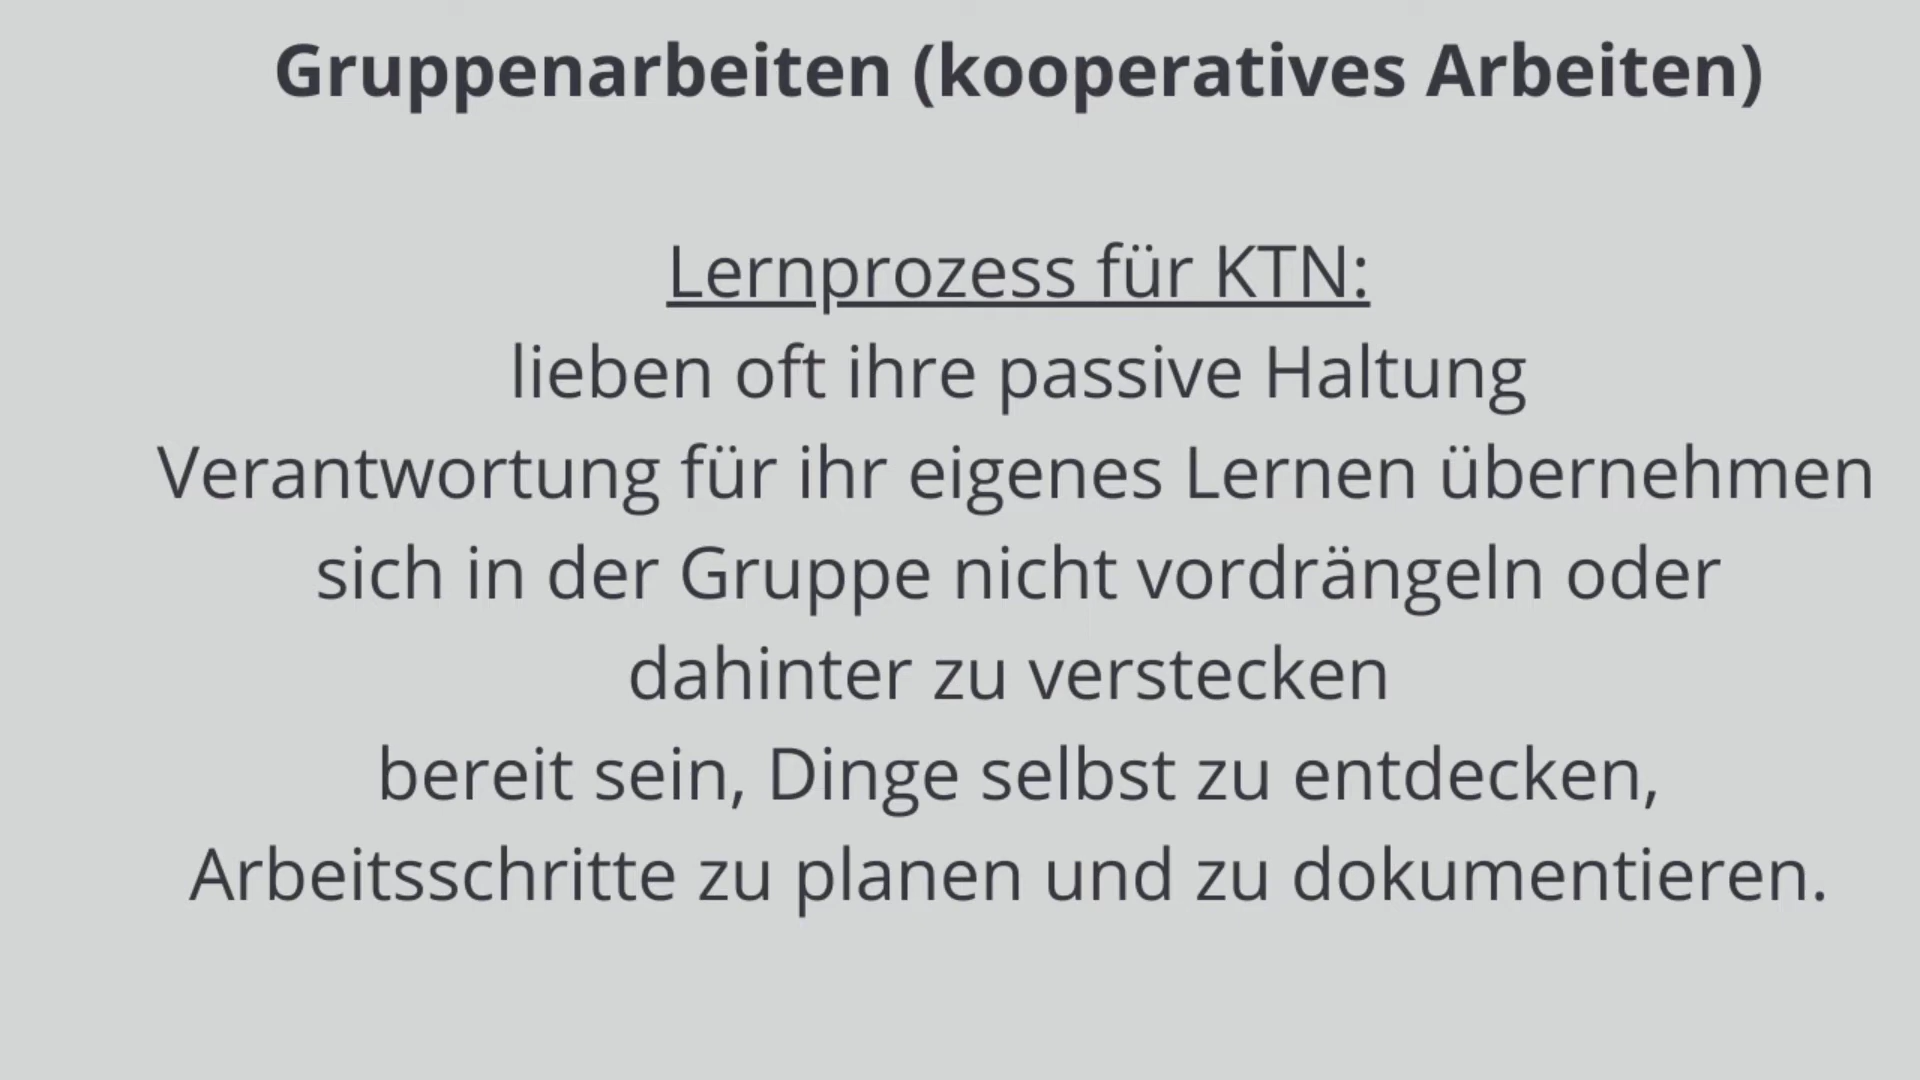 Gruppenarbeiten (kooperatives Arbeiten)
Lernprozess für KTN:
lieben oft ihre passive Haltung
Verantwortung für ihr eigenes Lernen übernehmen
sich in der Gruppe nicht vordrängeln oder
dahinter zu verstecken
bereit sein, Dinge selbst zu entdecken,
Arbeitsschritte zu planen und zu dokumentieren.